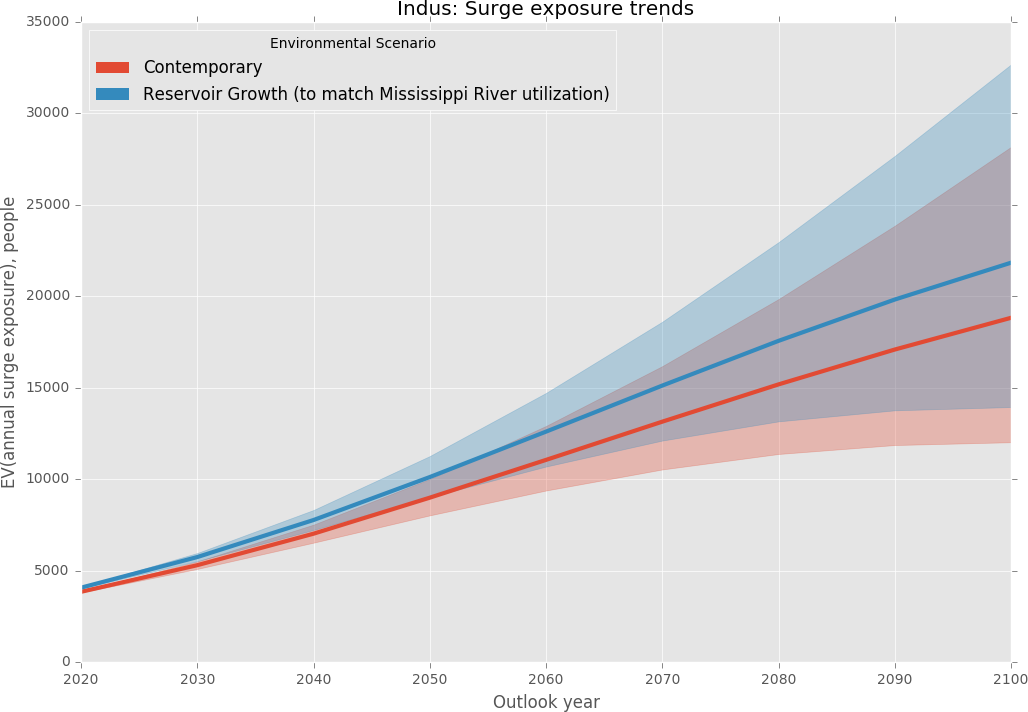 Indus: Surge exposure trends
Environmental Scenario
Contemporary
Reservoir Growth (to match Mississippi River utilization)
EV(annual surge exposure), people
35000
30000
25000
20000
15000
10000
5000
0
2020 2030 2040 2050 2060 2070 2080 2090 2100
Outlook year